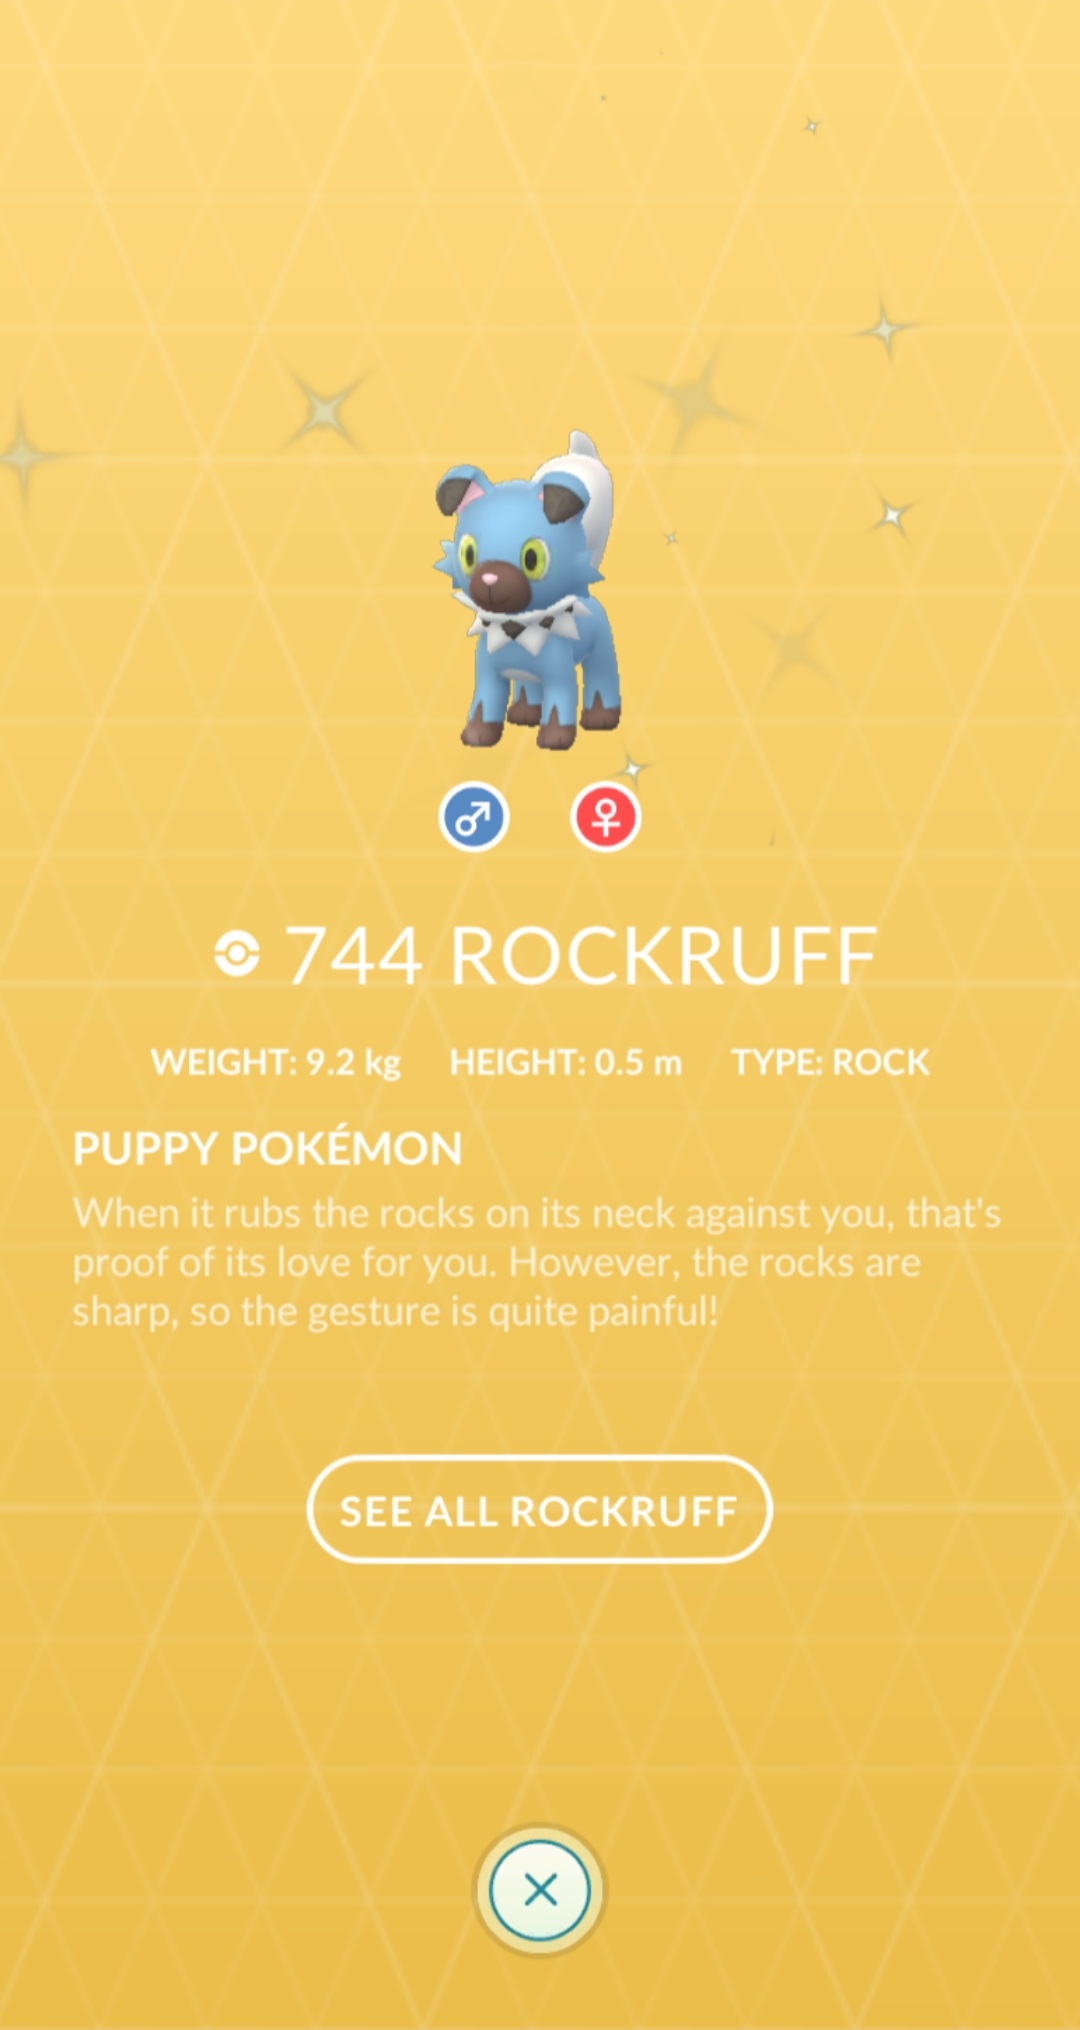 744 ROCKRUFF
WEIGHT: 9.2 kg HEIGHT: 0.5 m TYPE: ROCK
PUPPY POKÉMON
When it rubs the rocks on its neck against you, that's
proof of its love for you. However, the rocks are
sharp, so the gesture is quite painful!
SEE ALL ROCKRUFF